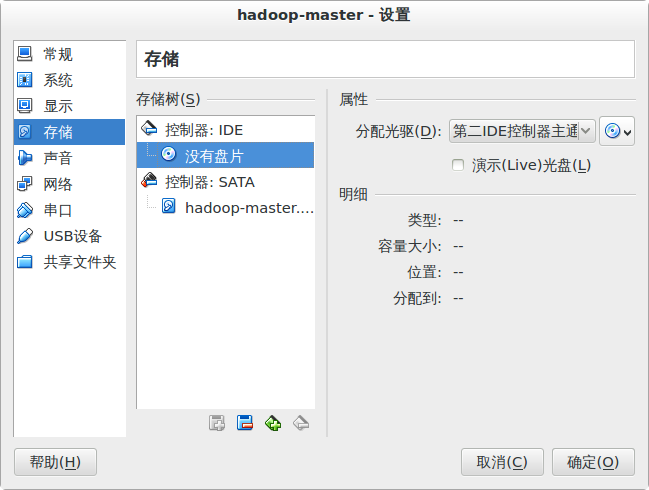 hadoop-master - 设置
常规
系统
显示
存储
声音
网络
串口
USB设备
共享文件夹
存储
存储树(S)
控制器: IDE
没有盘片
控制器: SATA
hadoop-master....
属性
分配光驱(D): 第二IDE控制器主通
演示(Live)光盘(L)
明细
类型: --
容量大小: --
位置: --
分配到: --
帮助(H)
取消(C)
确定(O)